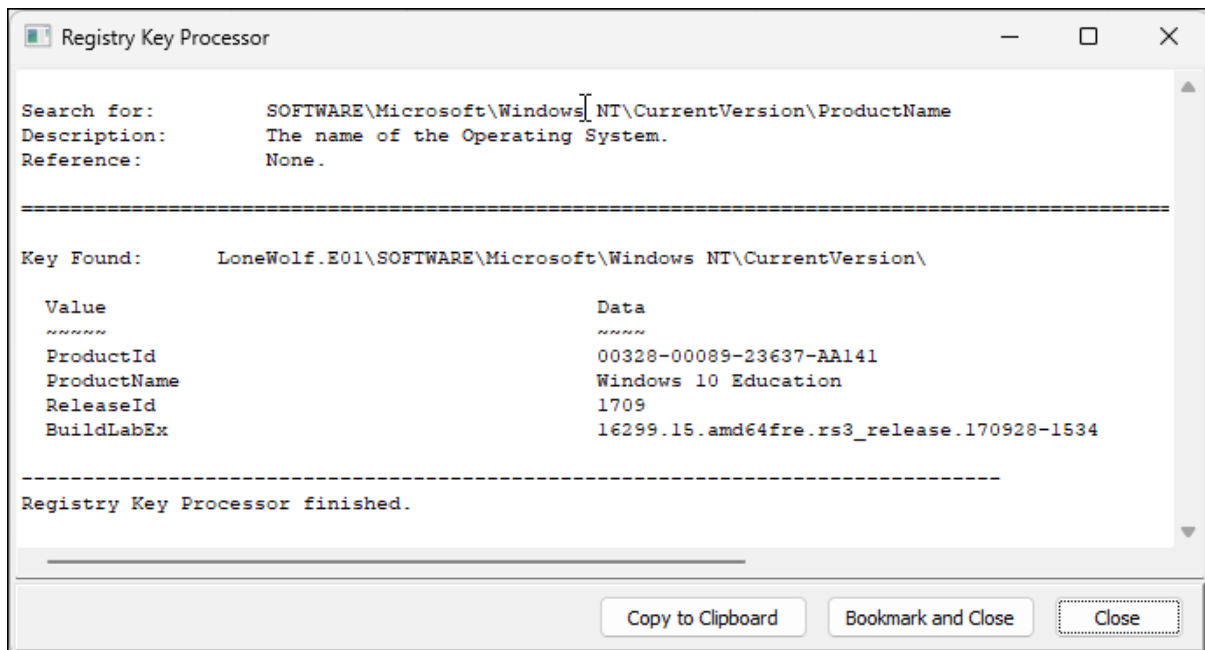 Registry Key Processor
Search for: SOFTWARE\Microsoft\Windows NT\CurrentVersion\ProductName
Description: The name of the Operating System.
Reference: None.
==============================================================================================
Key Found: LoneWolf.E01\SOFTWARE\Microsoft\Windows NT\CurrentVersion\
Value Data
~~~~~ ~~~~
ProductId 00328-00089-23637-AA141
ProductName Windows 10 Education
ReleaseId 1709
BuildLabEx 16299.15.amd64fre.rs3_release.170928-1534
--------------------------------------------------------------------------------
Registry Key Processor finished.
Copy to Clipboard Bookmark and Close Close